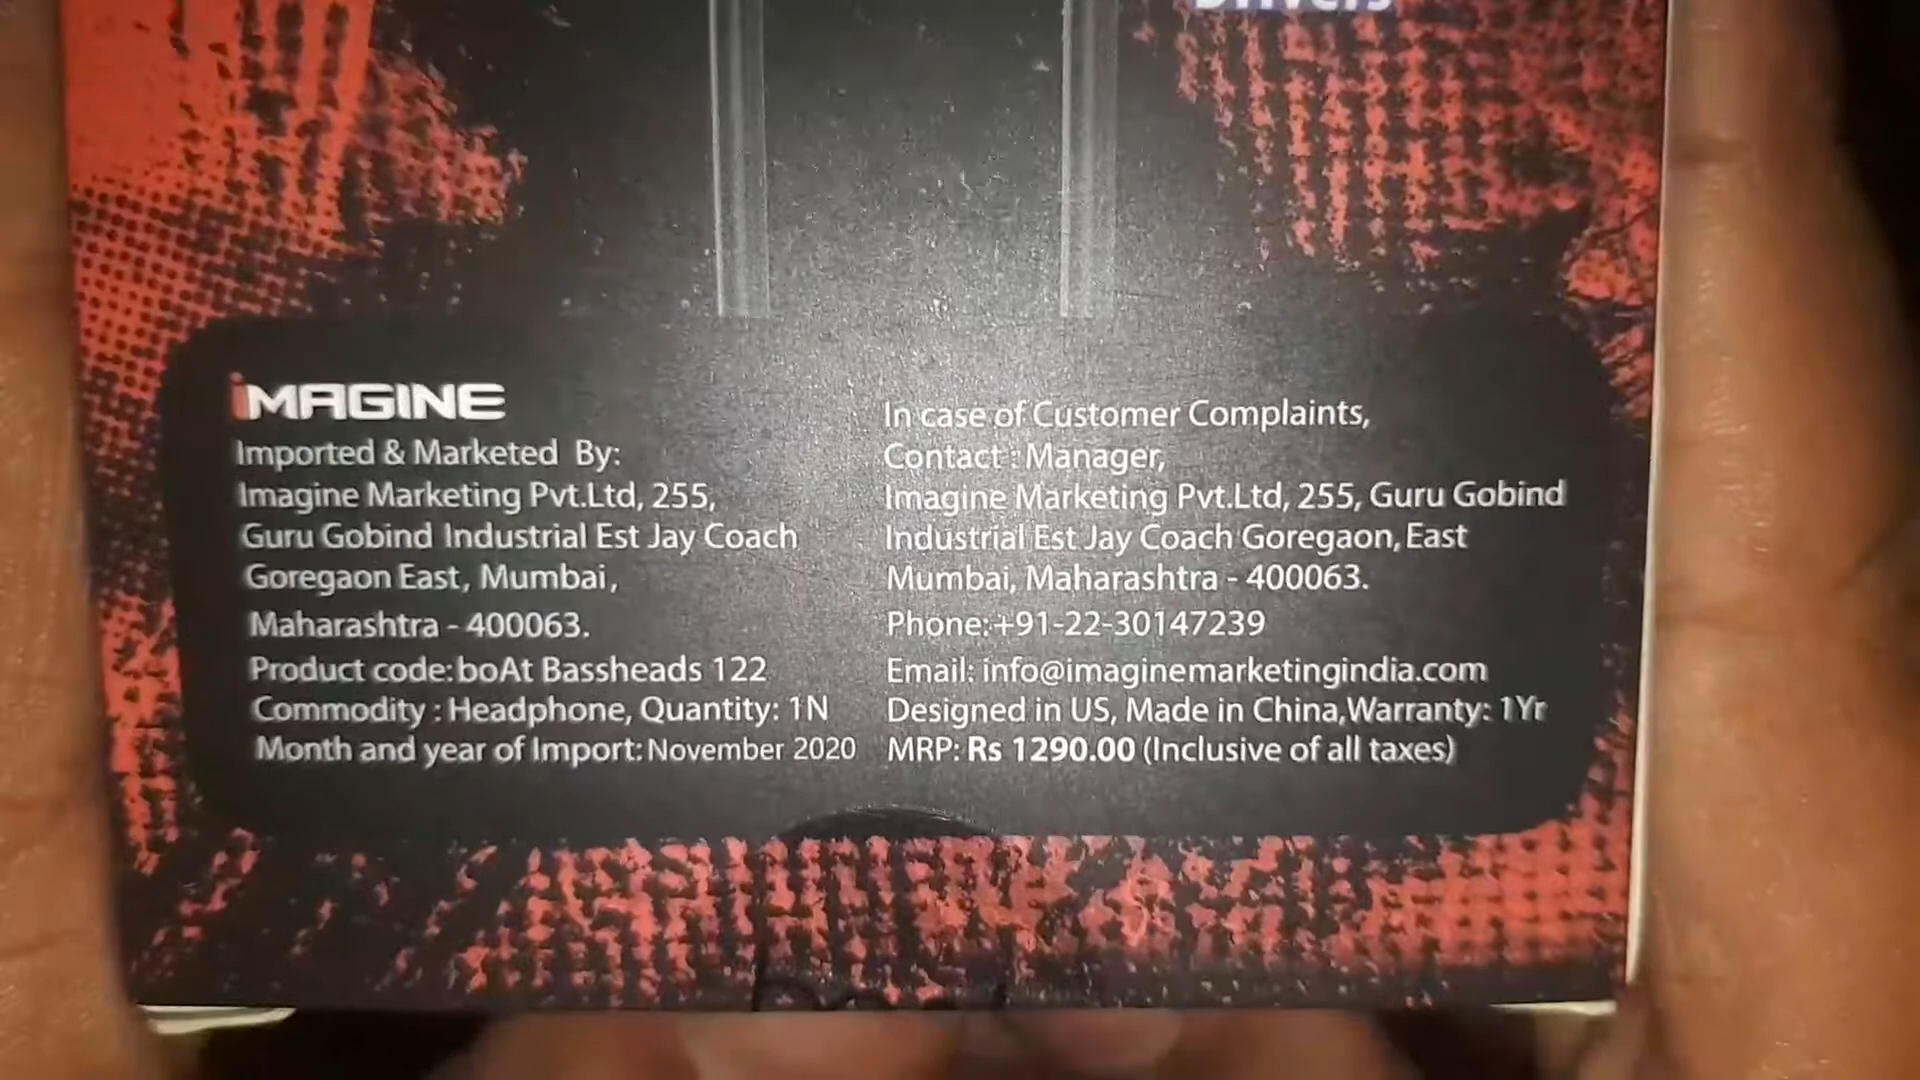 Drivers
iMAGINE
Imported & Marketed By:
Imagine Marketing Pvt.Ltd, 255,
Guru Gobind Industrial Est Jay Coach
Goregaon East, Mumbai,
Maharashtra - 400063.
Product code: boAt Bassheads 122
Commodity : Headphone, Quantity: 1N
Month and year of Import: November 2020
In case of Customer Complaints,
Contact : Manager,
Imagine Marketing Pvt.Ltd, 255, Guru Gobind
Industrial Est Jay Coach Goregaon, East
Mumbai, Maharashtra - 400063.
Phone:+91-22-30147239
Email: info@imaginemarketingindia.com
Designed in US, Made in China,Warranty: 1Yr
MRP: Rs 1290.00 (Inclusive of all taxes)